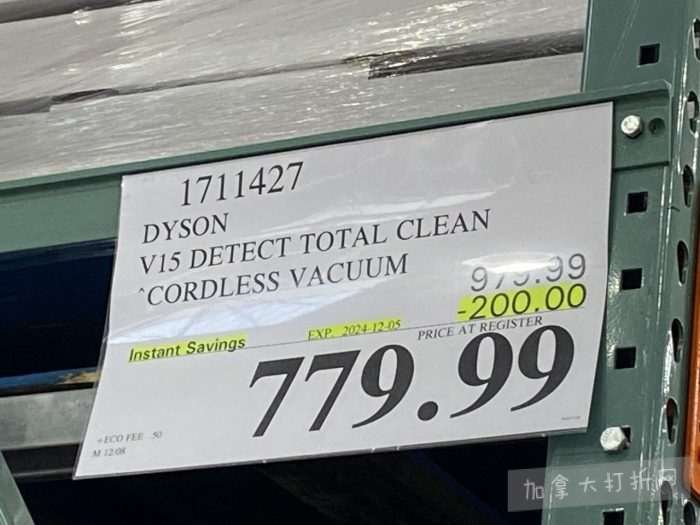 1711427
DYSON
V15 DETECT TOTAL CLEAN
^CORDLESS VACUUM
979.99
-200.00
Instant Savings EXP. 2024-12-05 PRICE AT REGISTER
779.99
+ECO FEE .50
M 12.08
加拿大打折网